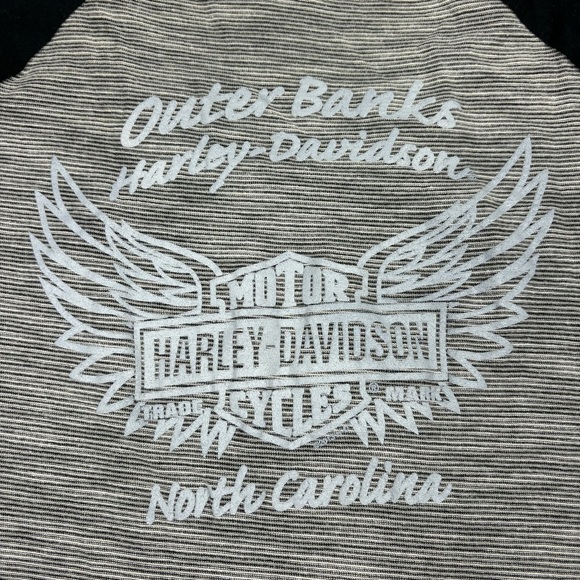 Outer Banks
Harley-Davidson
MOTOR
HARLEY-DAVIDSON
TRADE CYCLES ® MARK
North Carolina